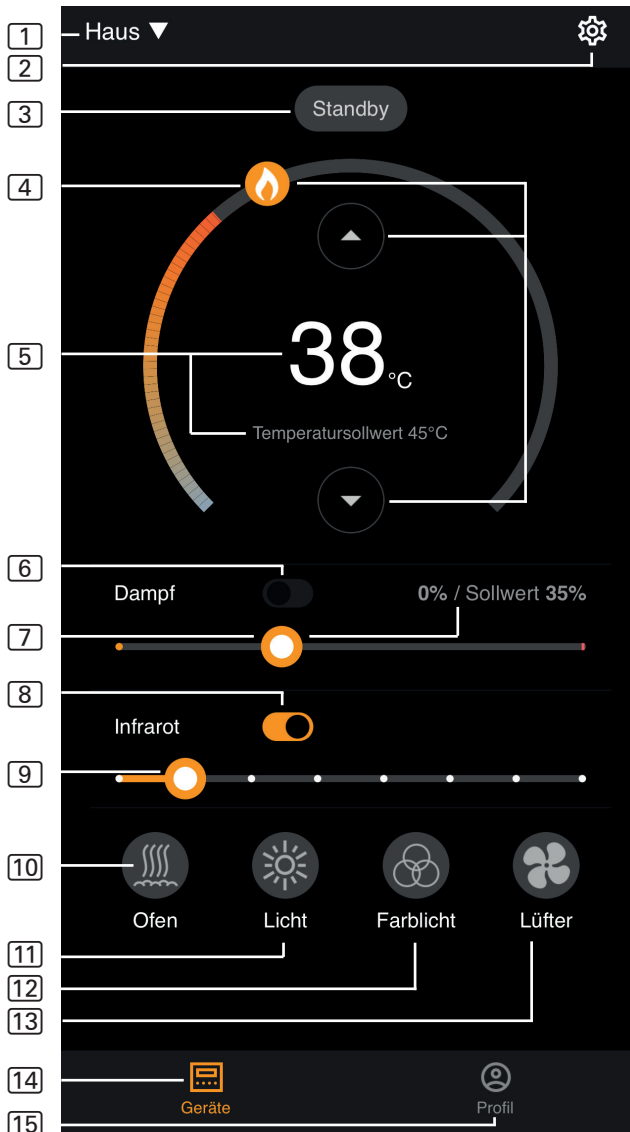 1
Haus ▼
2
3
Standby
4
5
38 °C
Temperatursollwert 45°C
6
Dampf
0% / Sollwert 35%
7
8
Infrarot
9
10
Ofen
Licht
Farblicht
Lüfter
11
12
13
14
Geräte
Profil
15